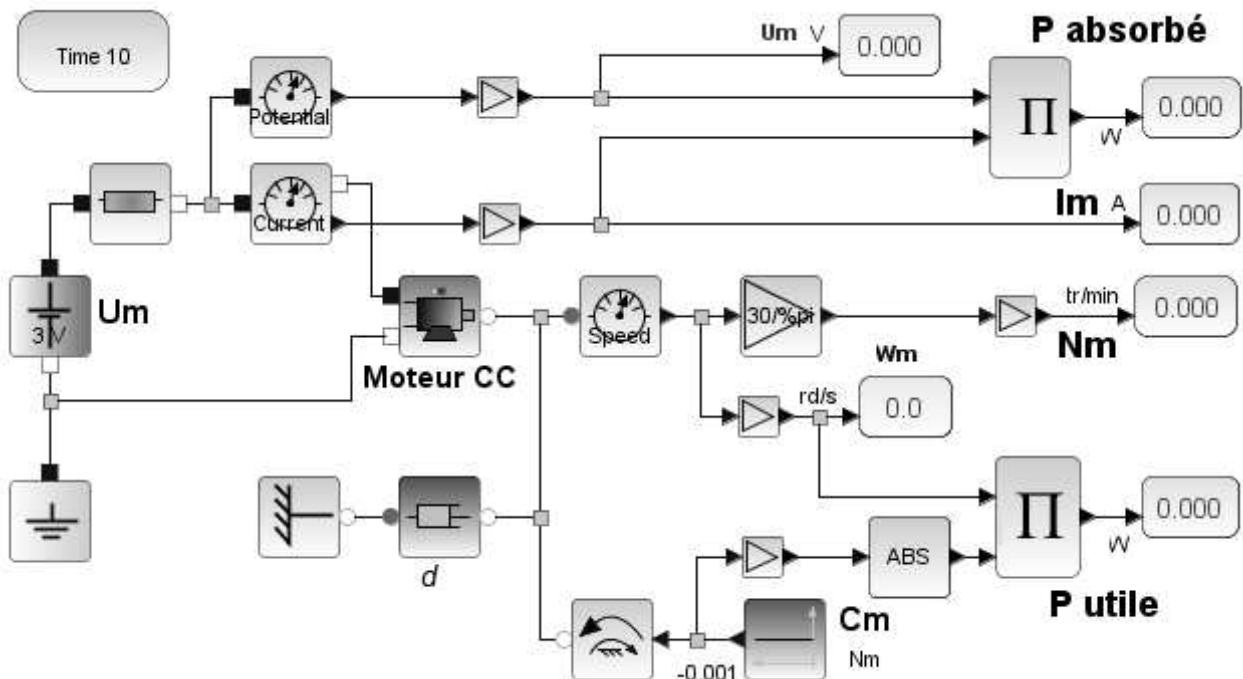 Time 10
Um V
0.000
P absorbé
Potential
∏
W
0.000
Current
Im A
0.000
3 V
Um
Moteur CC
Speed
30/%pi
tr/min
0.000
Nm
Wm
rd/s
0.0
∏
W
0.000
ABS
P utile
d
Cm
Nm
-0.001